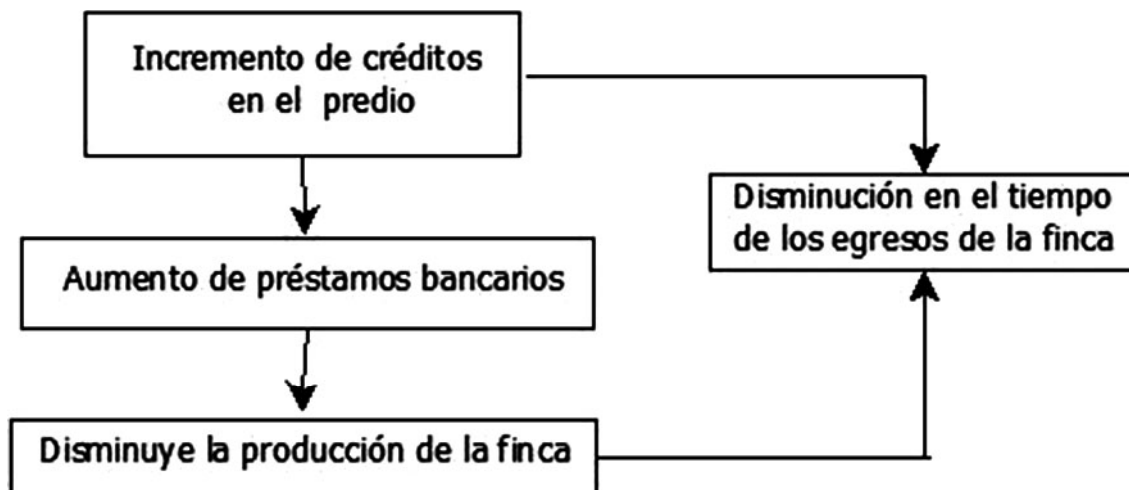 Incremento de créditos
en el predio
Disminución en el tiempo
de los egresos de la finca
Aumento de préstamos bancarios
Disminuye la producción de la finca